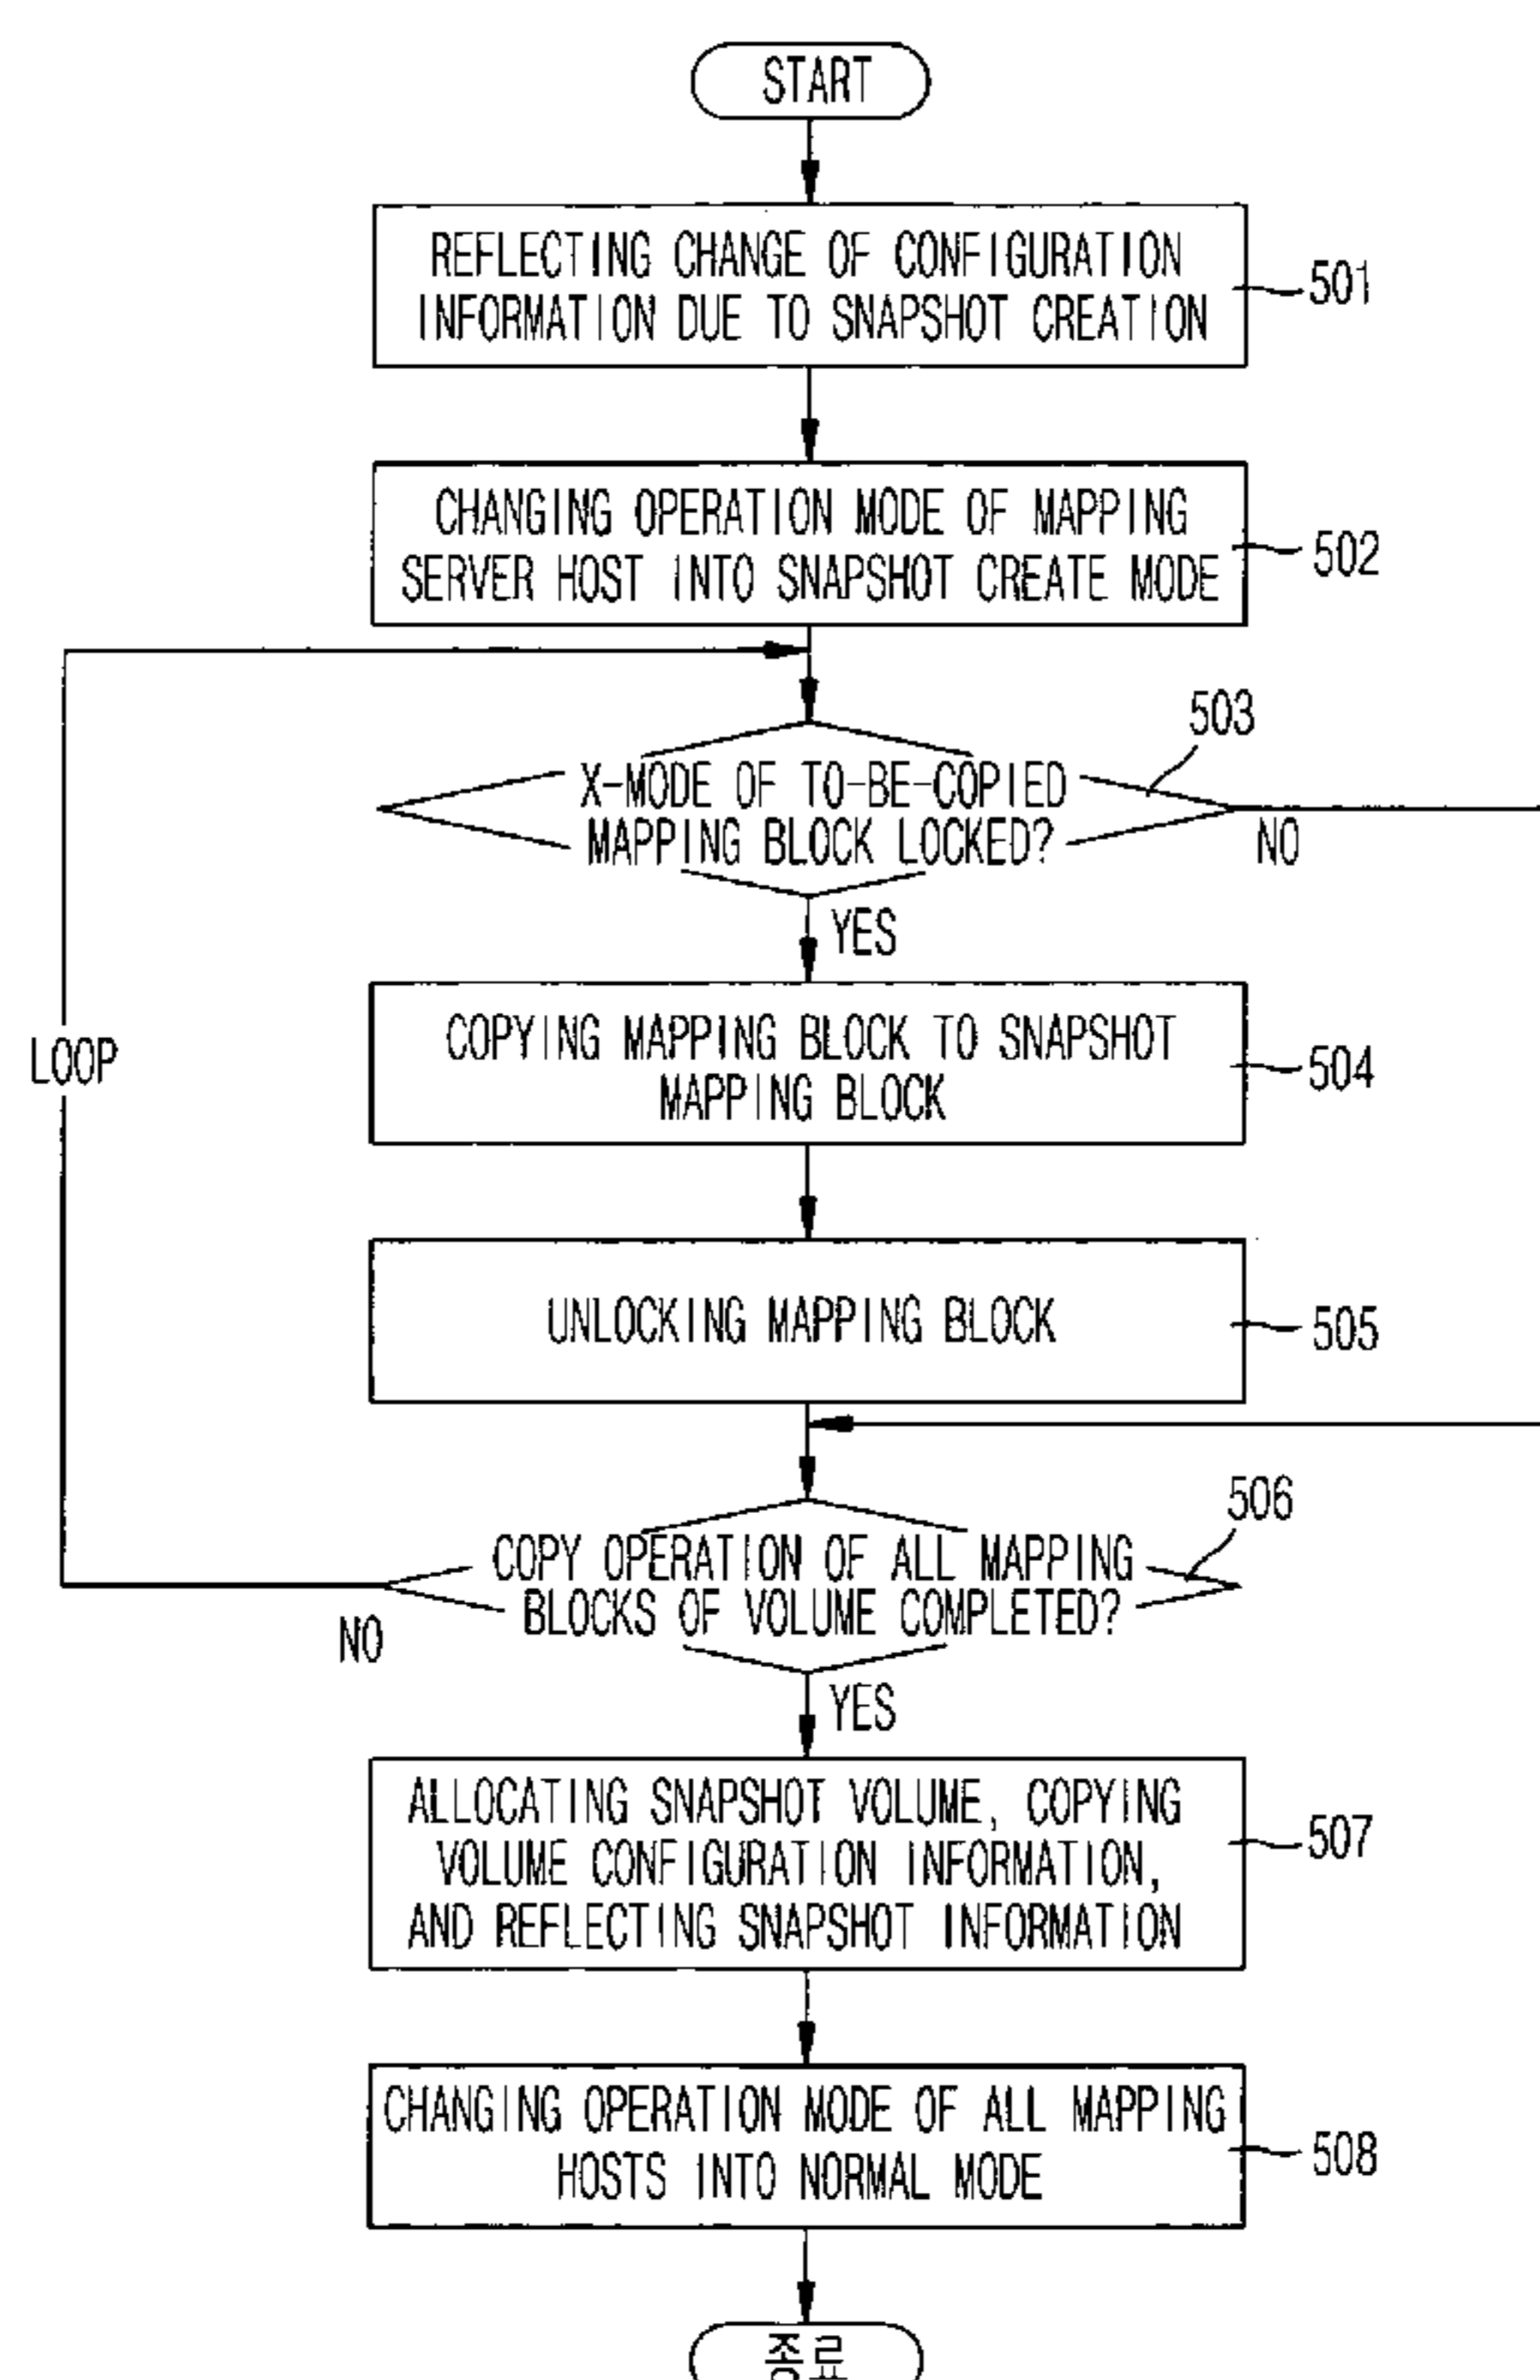 START
REFLECTING CHANGE OF CONFIGURATION
INFORMATION DUE TO SNAPSHOT CREATION
501
CHANGING OPERATION MODE OF MAPPING
SERVER HOST INTO SNAPSHOT CREATE MODE
502
503
X-MODE OF TO-BE-COPIED
MAPPING BLOCK LOCKED?
NO
YES
LOOP
COPYING MAPPING BLOCK TO SNAPSHOT
MAPPING BLOCK
504
UNLOCKING MAPPING BLOCK
505
506
COPY OPERATION OF ALL MAPPING
BLOCKS OF VOLUME COMPLETED?
NO
YES
ALLOCATING SNAPSHOT VOLUME, COPYING
VOLUME CONFIGURATION INFORMATION,
AND REFLECTING SNAPSHOT INFORMATION
507
CHANGING OPERATION MODE OF ALL MAPPING
HOSTS INTO NORMAL MODE
508
종료